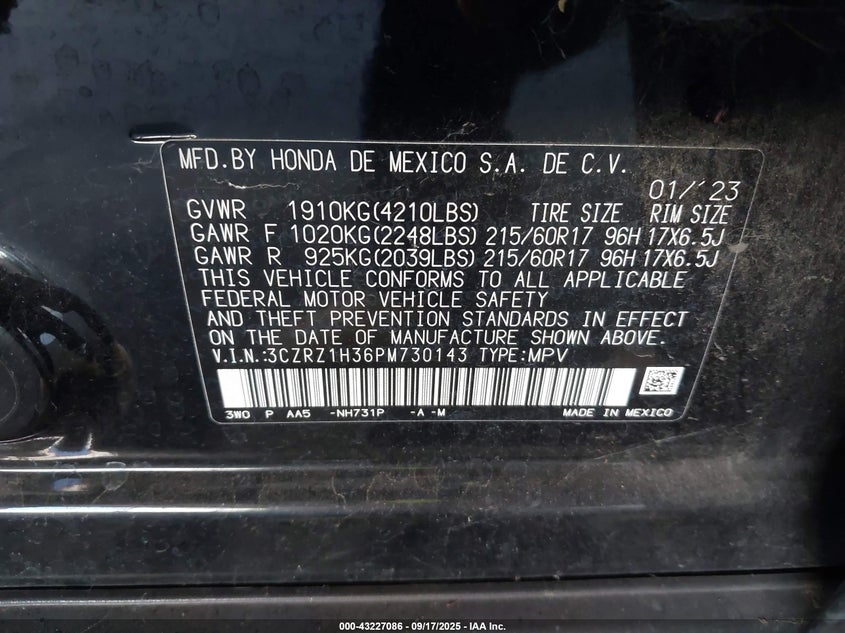 MFD.BY HONDA DE MEXICO S.A. DE C.V.
01/'23
GVWR 1910KG(4210LBS) TIRE SIZE RIM SIZE
GAWR F 1020KG(2248LBS) 215/60R17 96H 17X6.5J
GAWR R 925KG(2039LBS) 215/60R17 96H 17X6.5J
THIS VEHICLE CONFORMS TO ALL APPLICABLE
FEDERAL MOTOR VEHICLE SAFETY
AND THEFT PREVENTION STANDARDS IN EFFECT
ON THE DATE OF MANUFACTURE SHOWN ABOVE.
V.I.N.:3CZRZ1H36PM730143 TYPE:MPV
3W0 P AA5 -NH731P -A -M MADE IN MEXICO
000-43227086 - 09/17/2025 - IAA Inc.